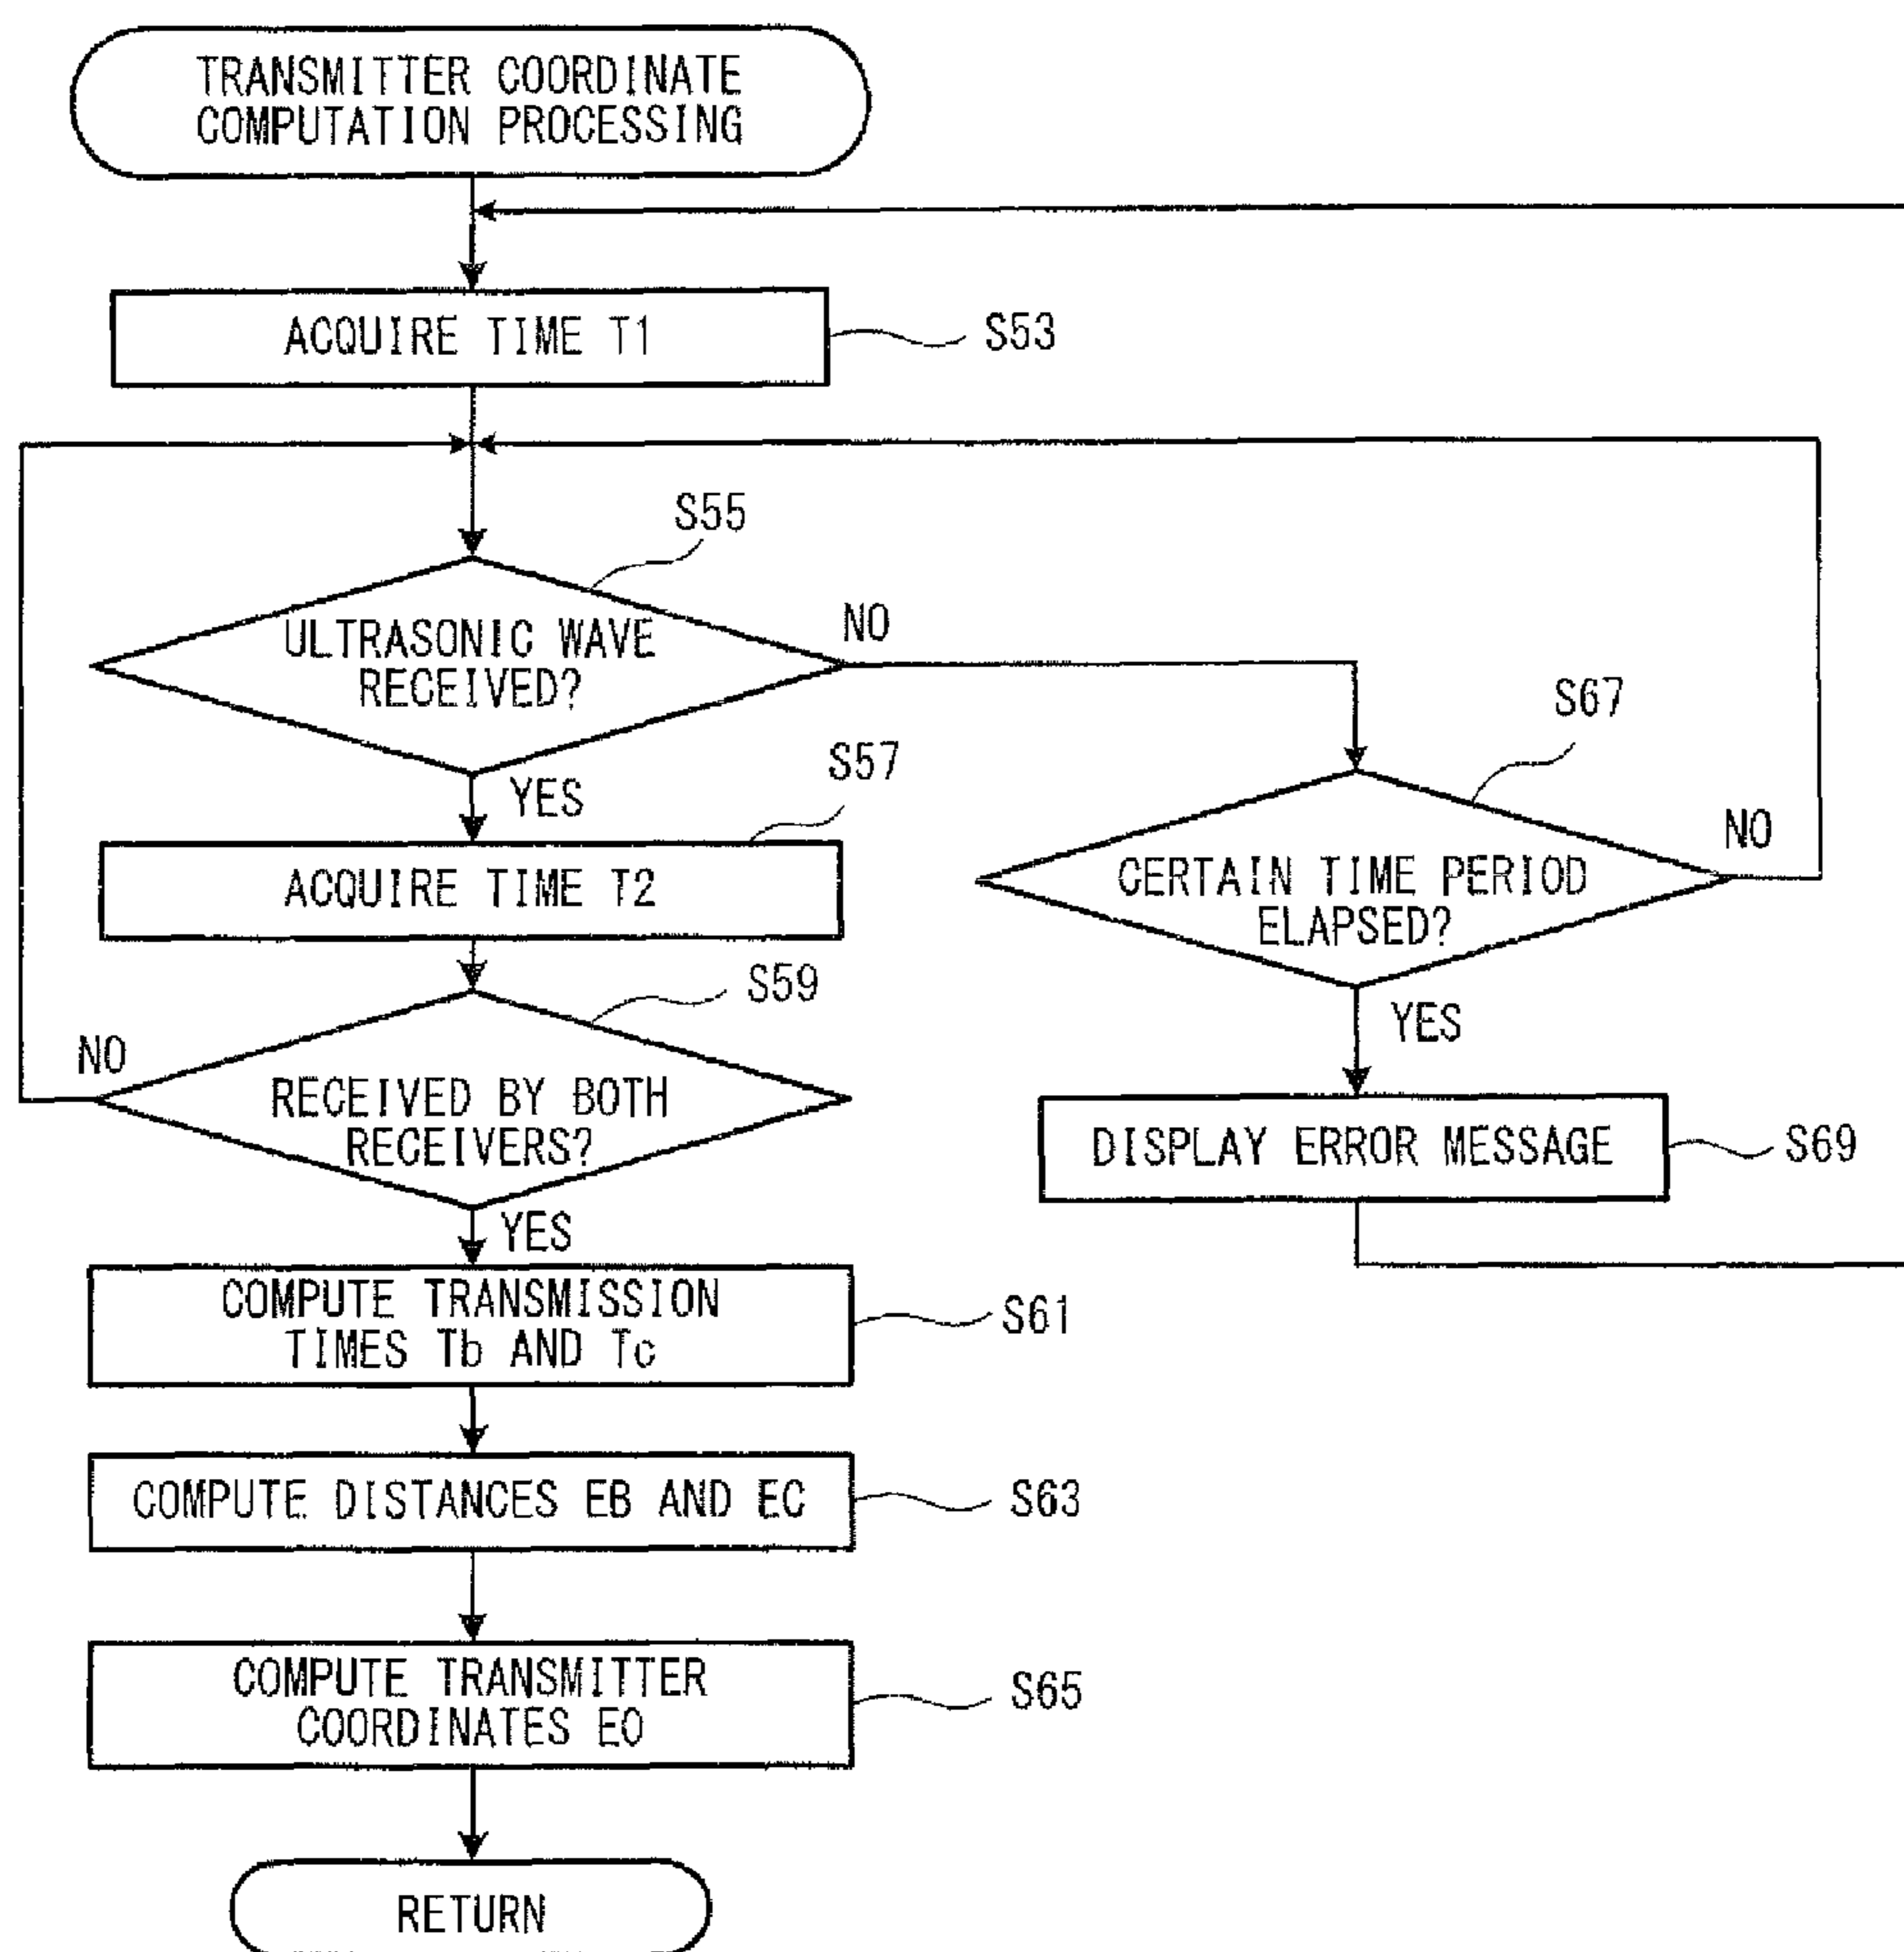 TRANSMITTER COORDINATE
COMPUTATION PROCESSING
ACQUIRE TIME T1
S53
S55
ULTRASONIC WAVE
RECEIVED?
NO
YES
S57
ACQUIRE TIME T2
S59
NO
RECEIVED BY BOTH
RECEIVERS?
YES
S67
CERTAIN TIME PERIOD
ELAPSED?
NO
YES
DISPLAY ERROR MESSAGE
S69
COMPUTE TRANSMISSION
TIMES Tb AND Tc
S61
COMPUTE DISTANCES EB AND EC
S63
COMPUTE TRANSMITTER
COORDINATES E0
S65
RETURN